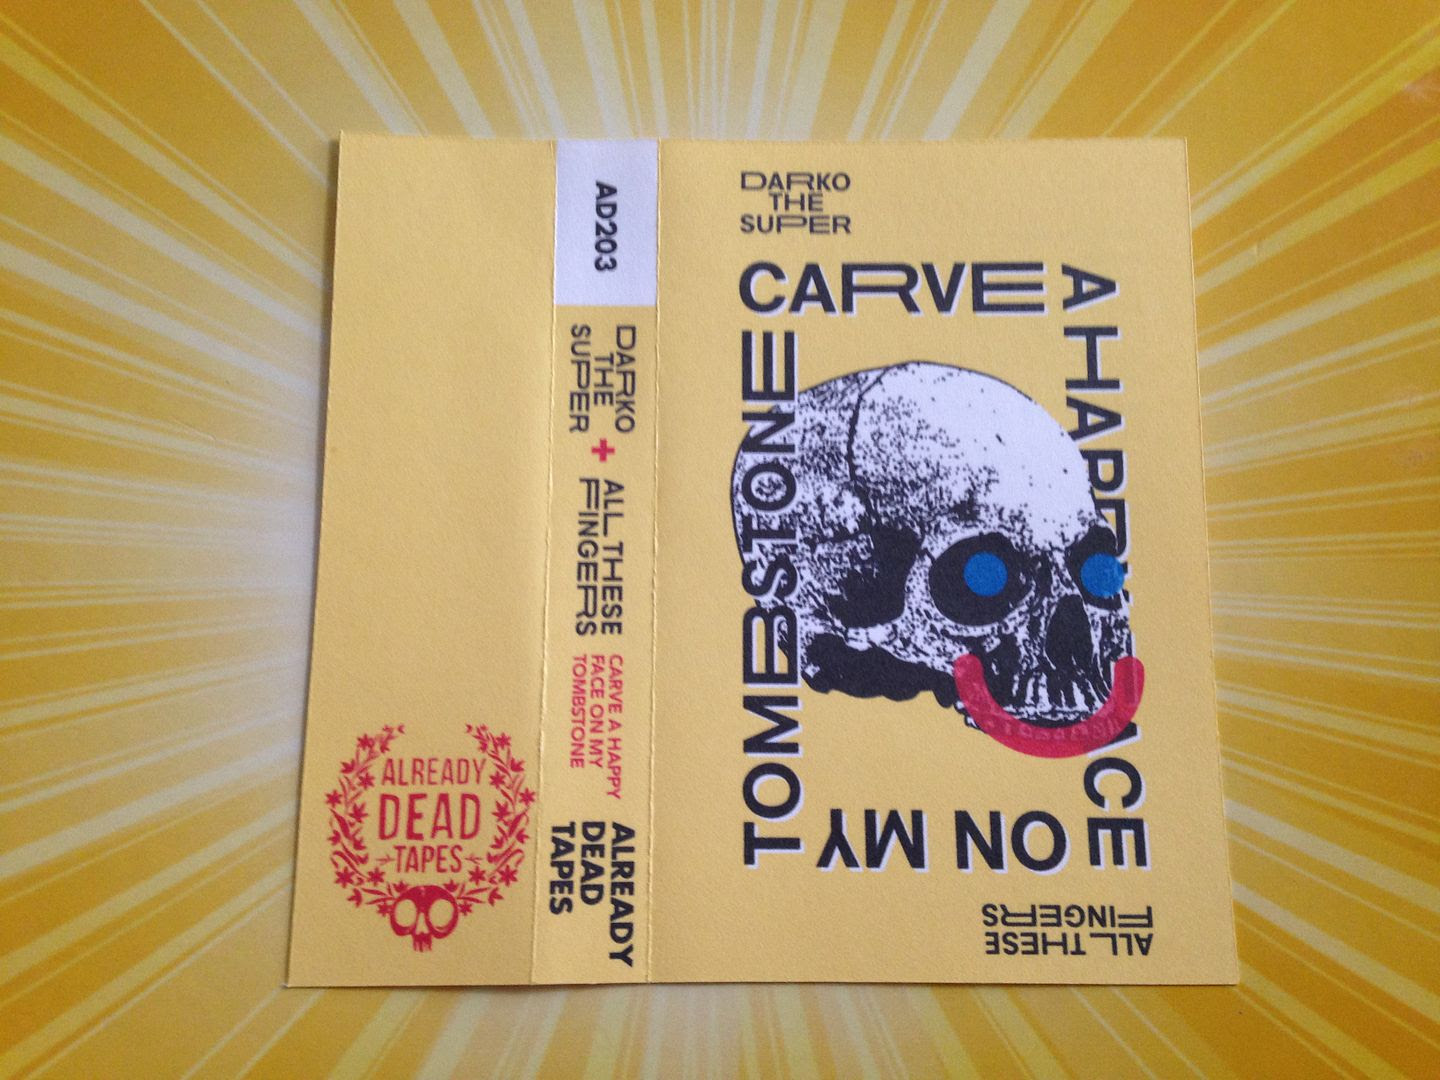 ALREADY
DEAD
TAPES
AD203
DARKO
THE
SUPER
+
ALL THESE
FINGERS
CARVE A HAPPY
FACE ON MY
TOMBSTONE
ALREADY
DEAD
TAPES
DARKO
THE
SUPER
CARVE
A HAPPY FACE
ON MY
TOMBSTONE
ALL THESE
FINGERS